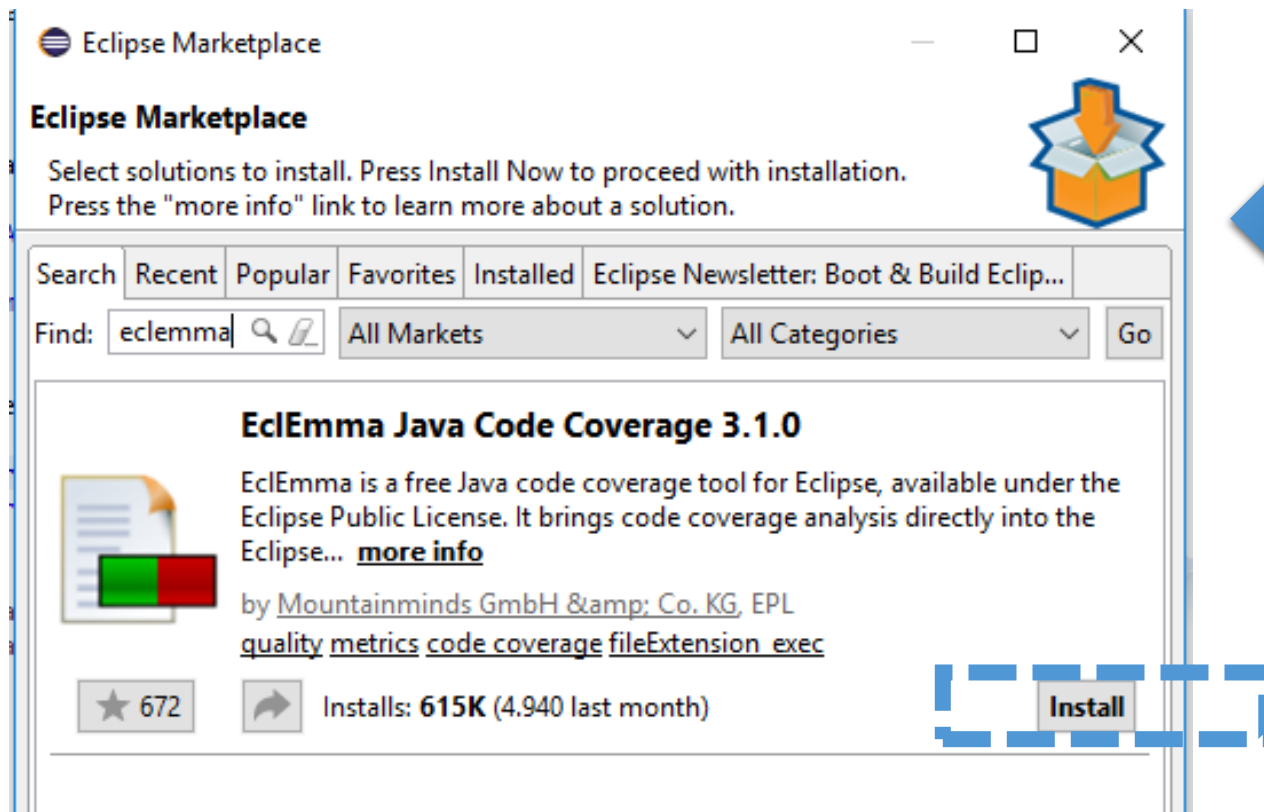 Eclipse Marketplace
Eclipse Marketplace
Select solutions to install. Press Install Now to proceed with installation.
Press the "more info" link to learn more about a solution.
Search Recent Popular Favorites Installed Eclipse Newsletter: Boot & Build Eclip...
Find: eclemma All Markets All Categories Go
EclEmma Java Code Coverage 3.1.0
EclEmma is a free Java code coverage tool for Eclipse, available under the
Eclipse Public License. It brings code coverage analysis directly into the
Eclipse... more info
by Mountainminds GmbH &amp; Co. KG, EPL
quality metrics code coverage fileExtension_exec
672 Installs: 615K (4.940 last month) Install